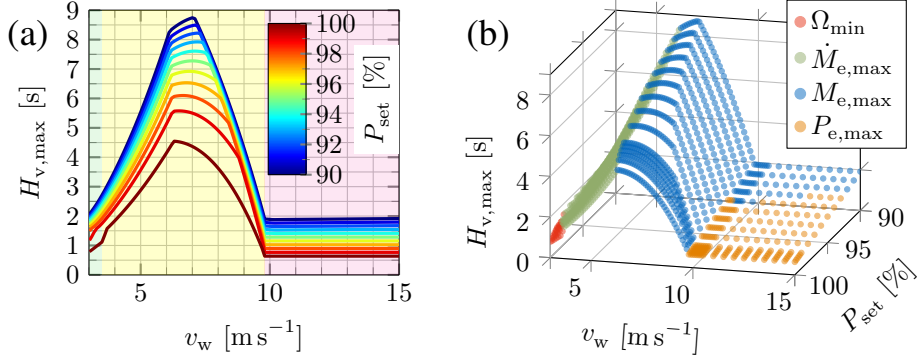 (a)
9
8
7
6
5
4
3
2
1
0
H_v,max [s]
5 10 15
v_w [m s⁻¹]
100
98
96
94
92
90
P_set [%]
(b)
8
6
4
2
0
H_v,max [s]
5
10
15
v_w [m s⁻¹]
90
95
100
P_set [%]
Ω_min
Ṁ_e,max
M_e,max
P_e,max